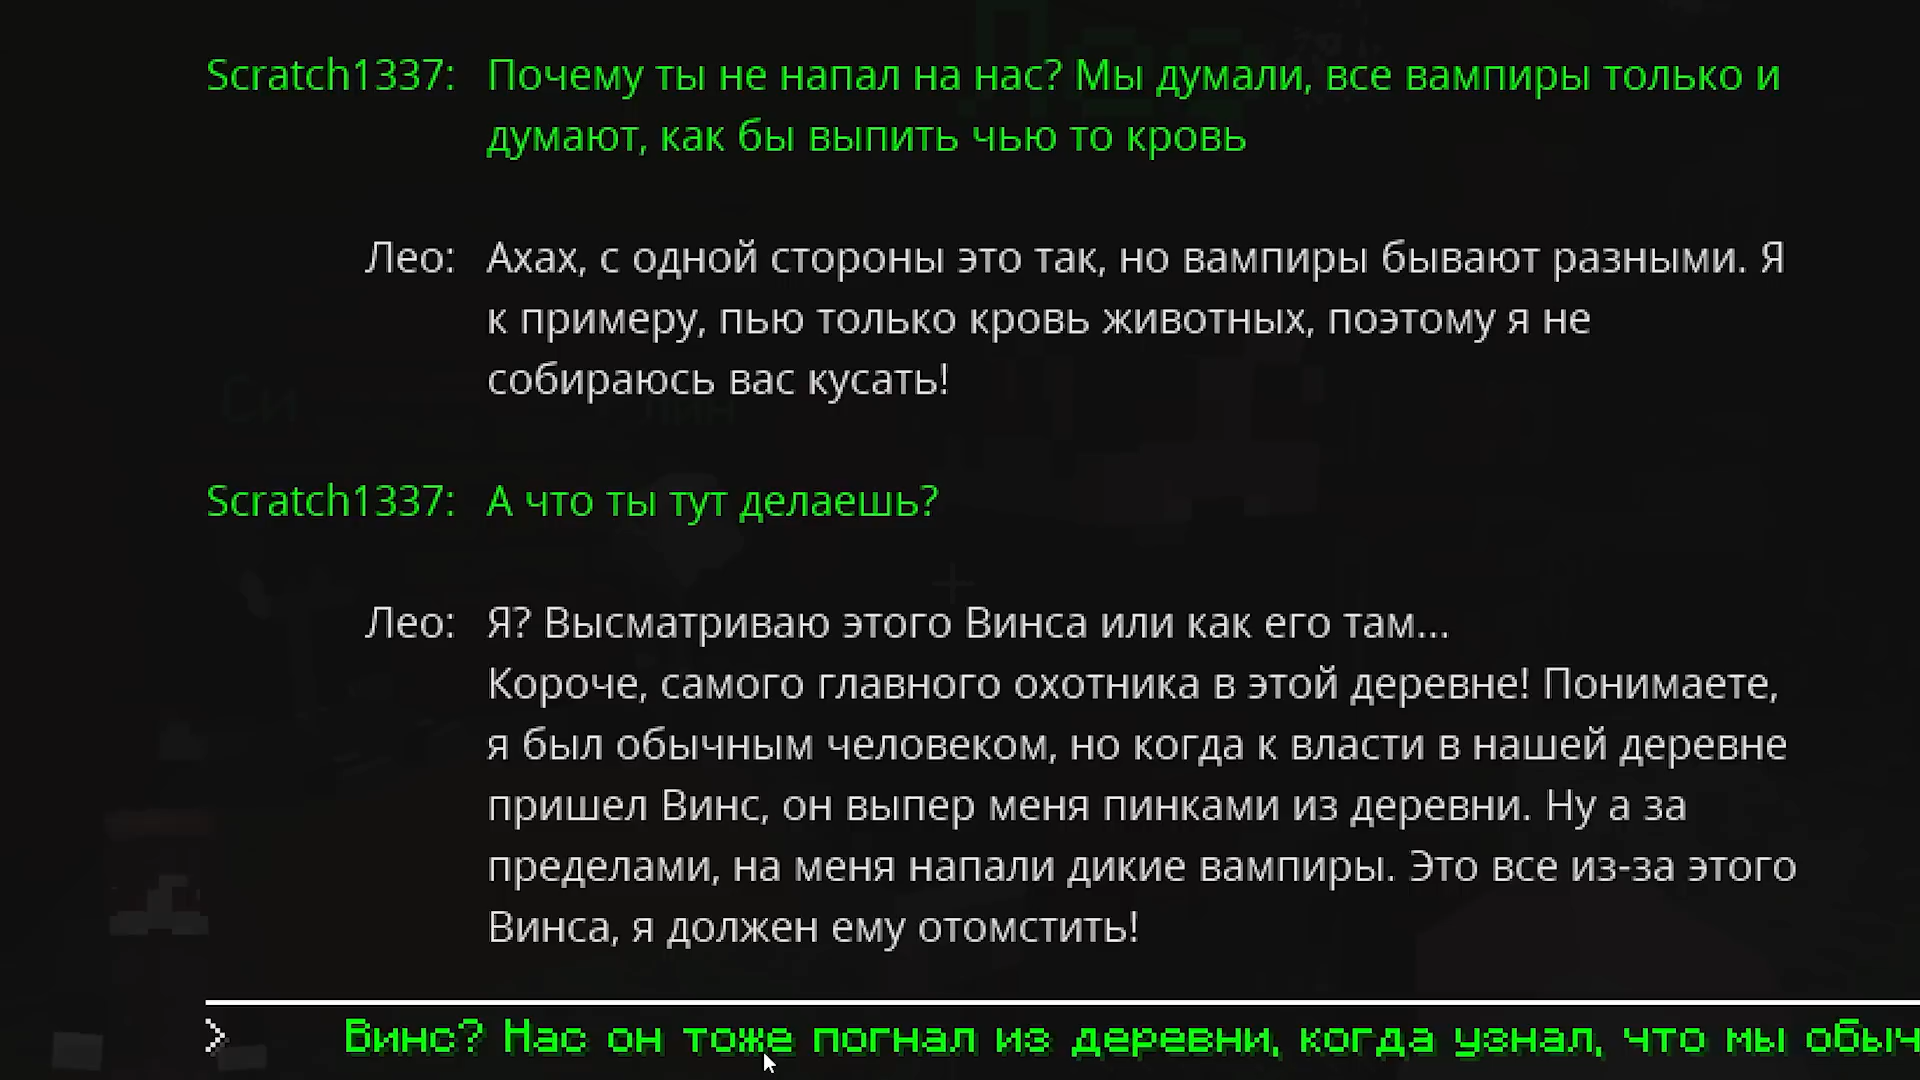 Scratch1337: Почему ты не напал на нас? Мы думали, все вампиры только и
думают, как бы выпить чью то кровь
Лео: Ахах, с одной стороны это так, но вампиры бывают разными. Я
к примеру, пью только кровь животных, поэтому я не
собираюсь вас кусать!
Scratch1337: А что ты тут делаешь?
Лео: Я? Высматриваю этого Винса или как его там...
Короче, самого главного охотника в этой деревне! Понимаете,
я был обычным человеком, но когда к власти в нашей деревне
пришел Винс, он выпер меня пинками из деревни. Ну а за
пределами, на меня напали дикие вампиры. Это все из-за этого
Винса, я должен ему отомстить!
> Винс? Нас он тоже погнал из деревни, когда узнал, что мы обыч